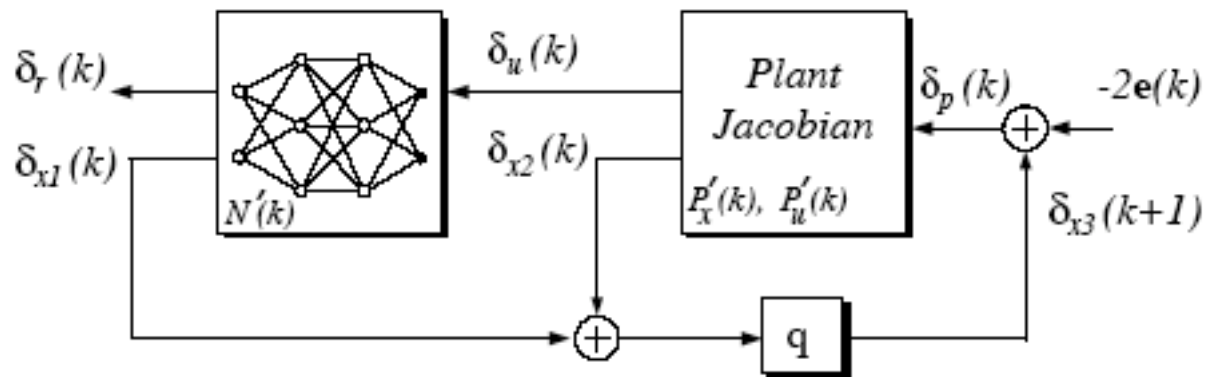 δr (k)
δx1(k)
N'(k)
δu (k)
δx2(k)
Plant
Jacobian
P'x(k), P'u(k)
δp(k)
-2e(k)
δx3(k+1)
+
+
q